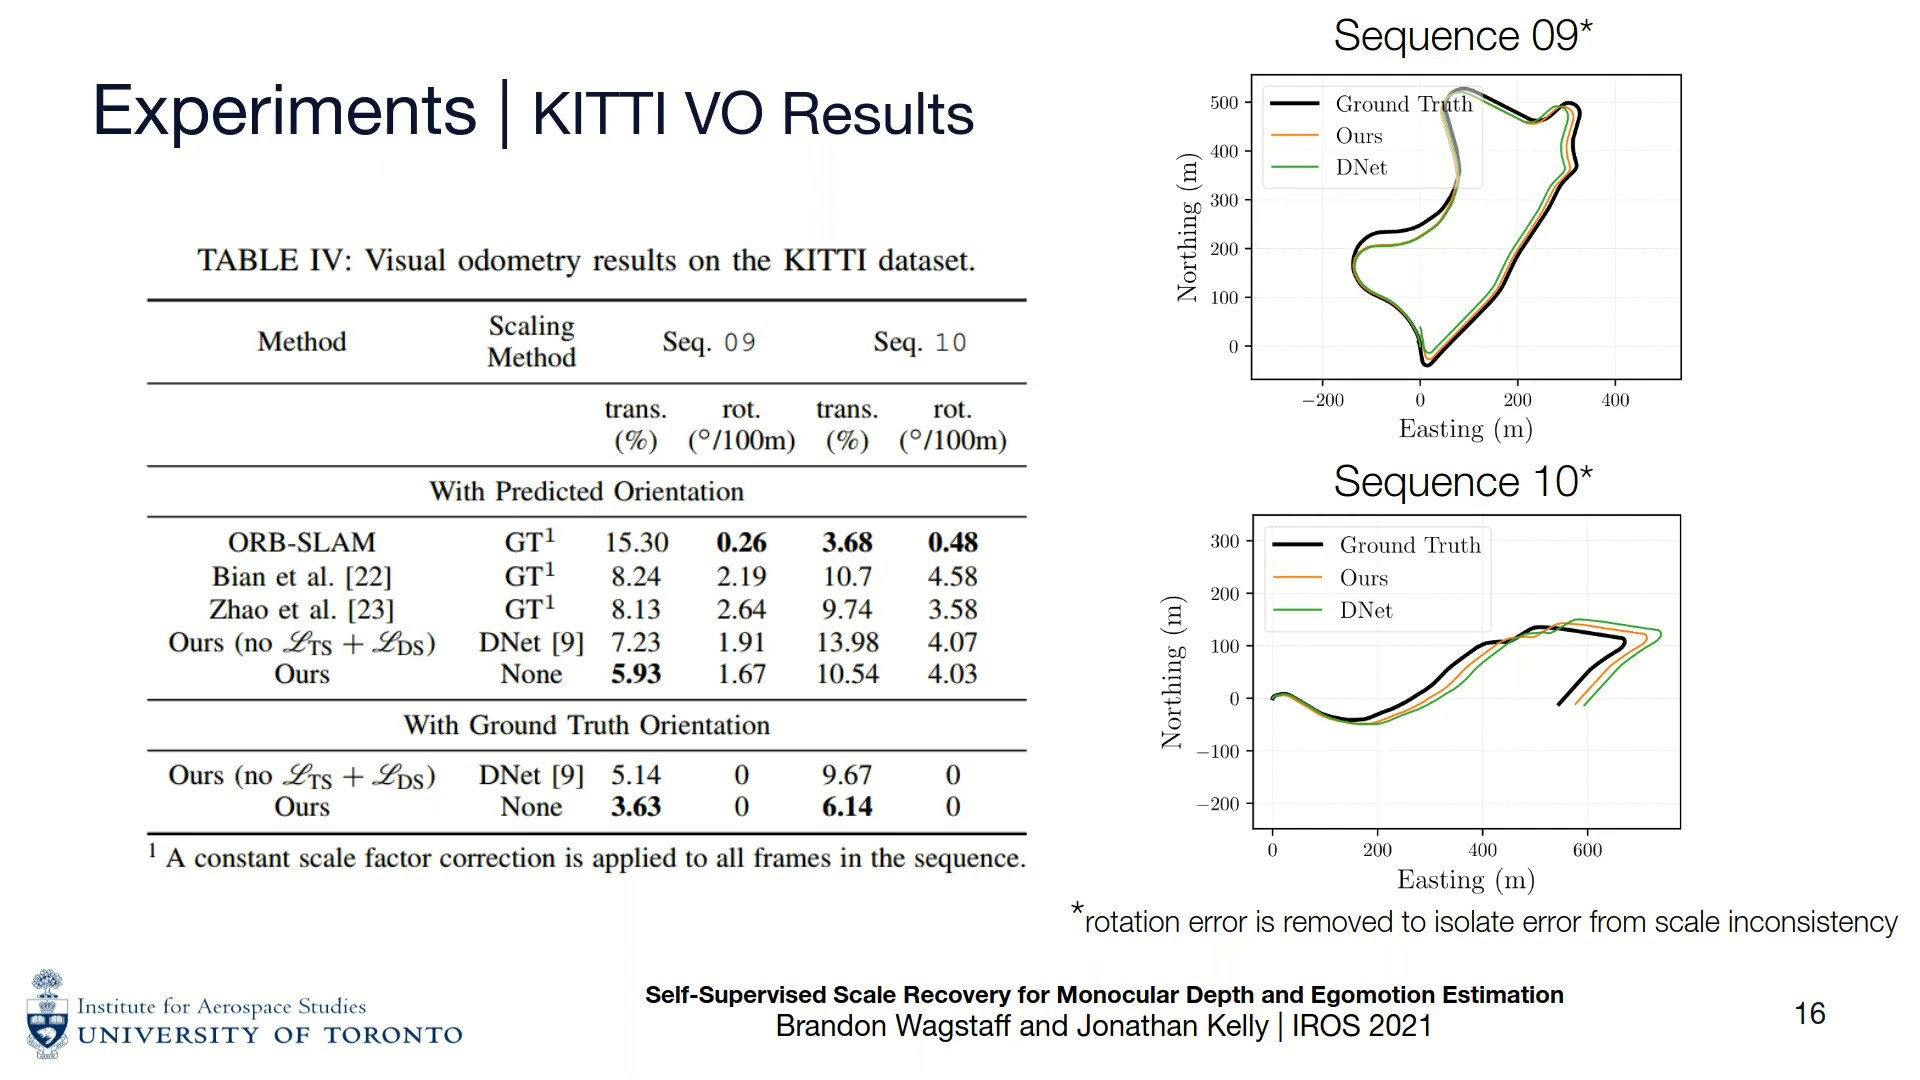 Experiments | KITTI VO Results
TABLE IV: Visual odometry results on the KITTI dataset.
Method Scaling Method Seq. 09 Seq. 10
trans. (%) rot. (°/100m) trans. (%) rot. (°/100m)
With Predicted Orientation
ORB-SLAM GT¹ 15.30 0.26 3.68 0.48
Bian et al. [22] GT¹ 8.24 2.19 10.7 4.58
Zhao et al. [23] GT¹ 8.13 2.64 9.74 3.58
Ours (no ℒTS + ℒDS) DNet [9] 7.23 1.91 13.98 4.07
Ours None 5.93 1.67 10.54 4.03
With Ground Truth Orientation
Ours (no ℒTS + ℒDS) DNet [9] 5.14 0 9.67 0
Ours None 3.63 0 6.14 0
¹ A constant scale factor correction is applied to all frames in the sequence.
Sequence 09*
Ground Truth
Ours
DNet
500
400
300
200
100
0
Northing (m)
−200 0 200 400
Easting (m)
Sequence 10*
Ground Truth
Ours
DNet
300
200
100
0
−100
−200
Northing (m)
0 200 400 600
Easting (m)
*rotation error is removed to isolate error from scale inconsistency
Institute for Aerospace Studies
UNIVERSITY OF TORONTO
Self-Supervised Scale Recovery for Monocular Depth and Egomotion Estimation
Brandon Wagstaff and Jonathan Kelly | IROS 2021
16